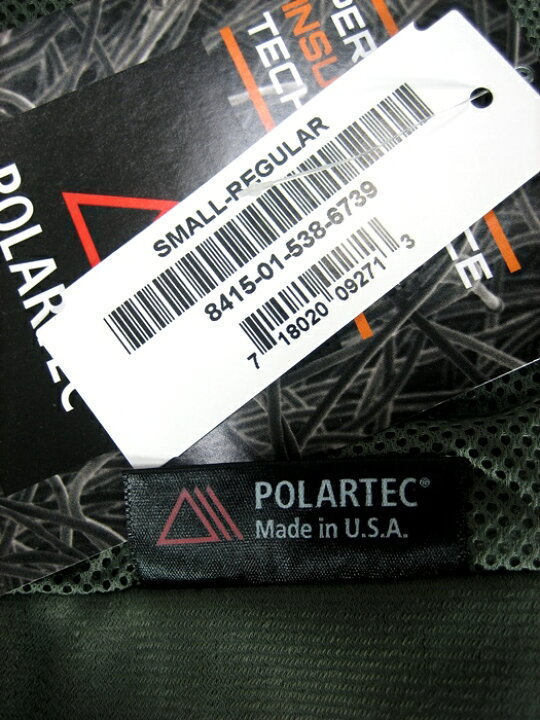 SMALL-REGULAR
8415-01-538-6739
7 18020 09271 3
POLARTEC
POLARTEC®
Made in U.S.A.